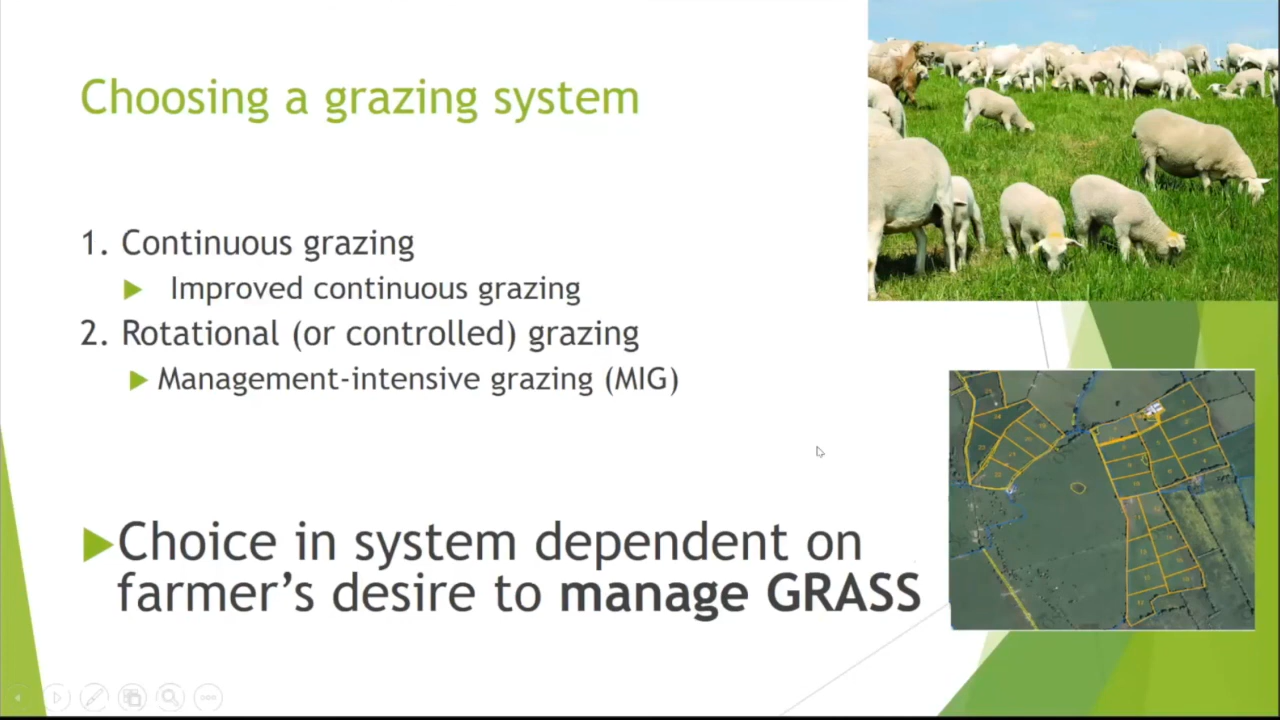 Choosing a grazing system
1. Continuous grazing
Improved continuous grazing
2. Rotational (or controlled) grazing
Management-intensive grazing (MIG)
Choice in system dependent on
farmer’s desire to manage GRASS